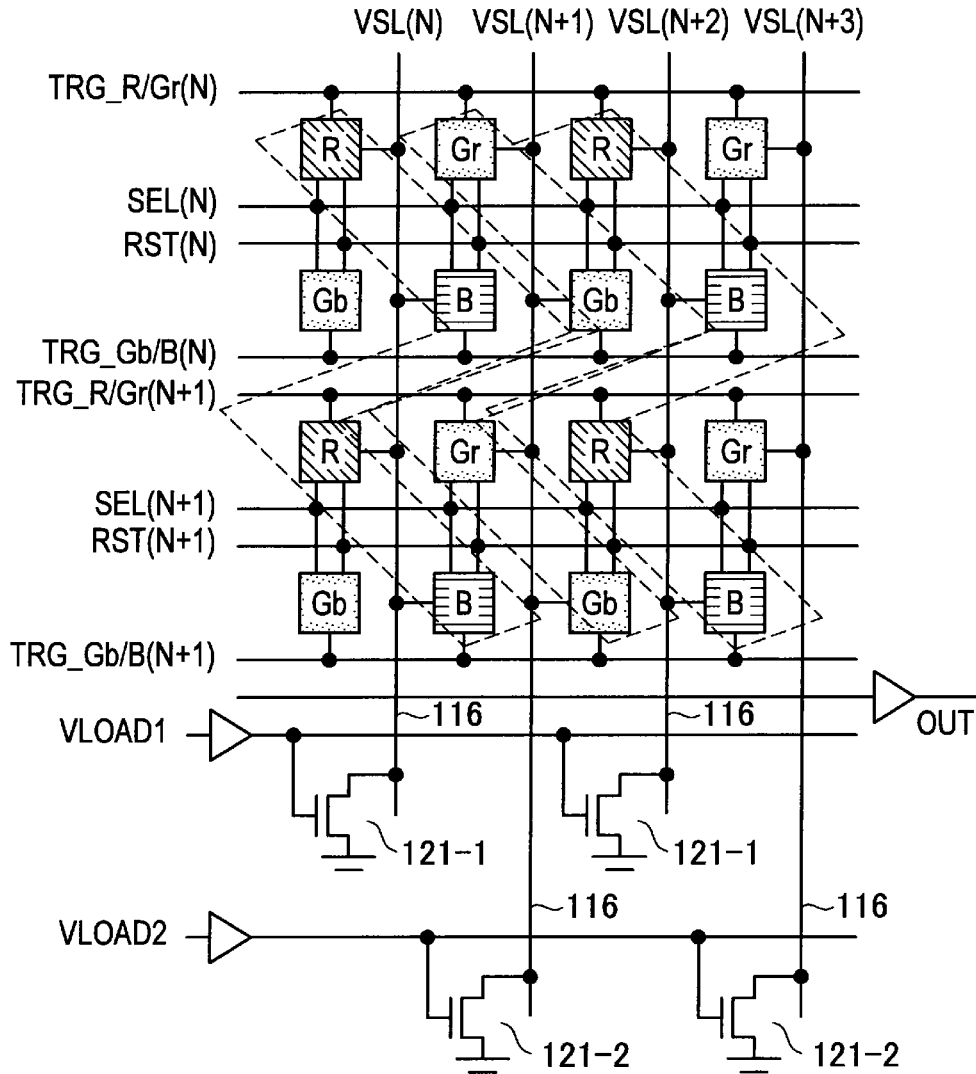 VSL(N) VSL(N+1) VSL(N+2) VSL(N+3)
TRG_R/Gr(N)
R Gr R Gr
SEL(N)
RST(N)
Gb B Gb B
TRG_Gb/B(N)
TRG_R/Gr(N+1)
R Gr R Gr
SEL(N+1)
RST(N+1)
Gb B Gb B
TRG_Gb/B(N+1)
116 116 OUT
VLOAD1
121-1 121-1
116 116
VLOAD2
121-2 121-2